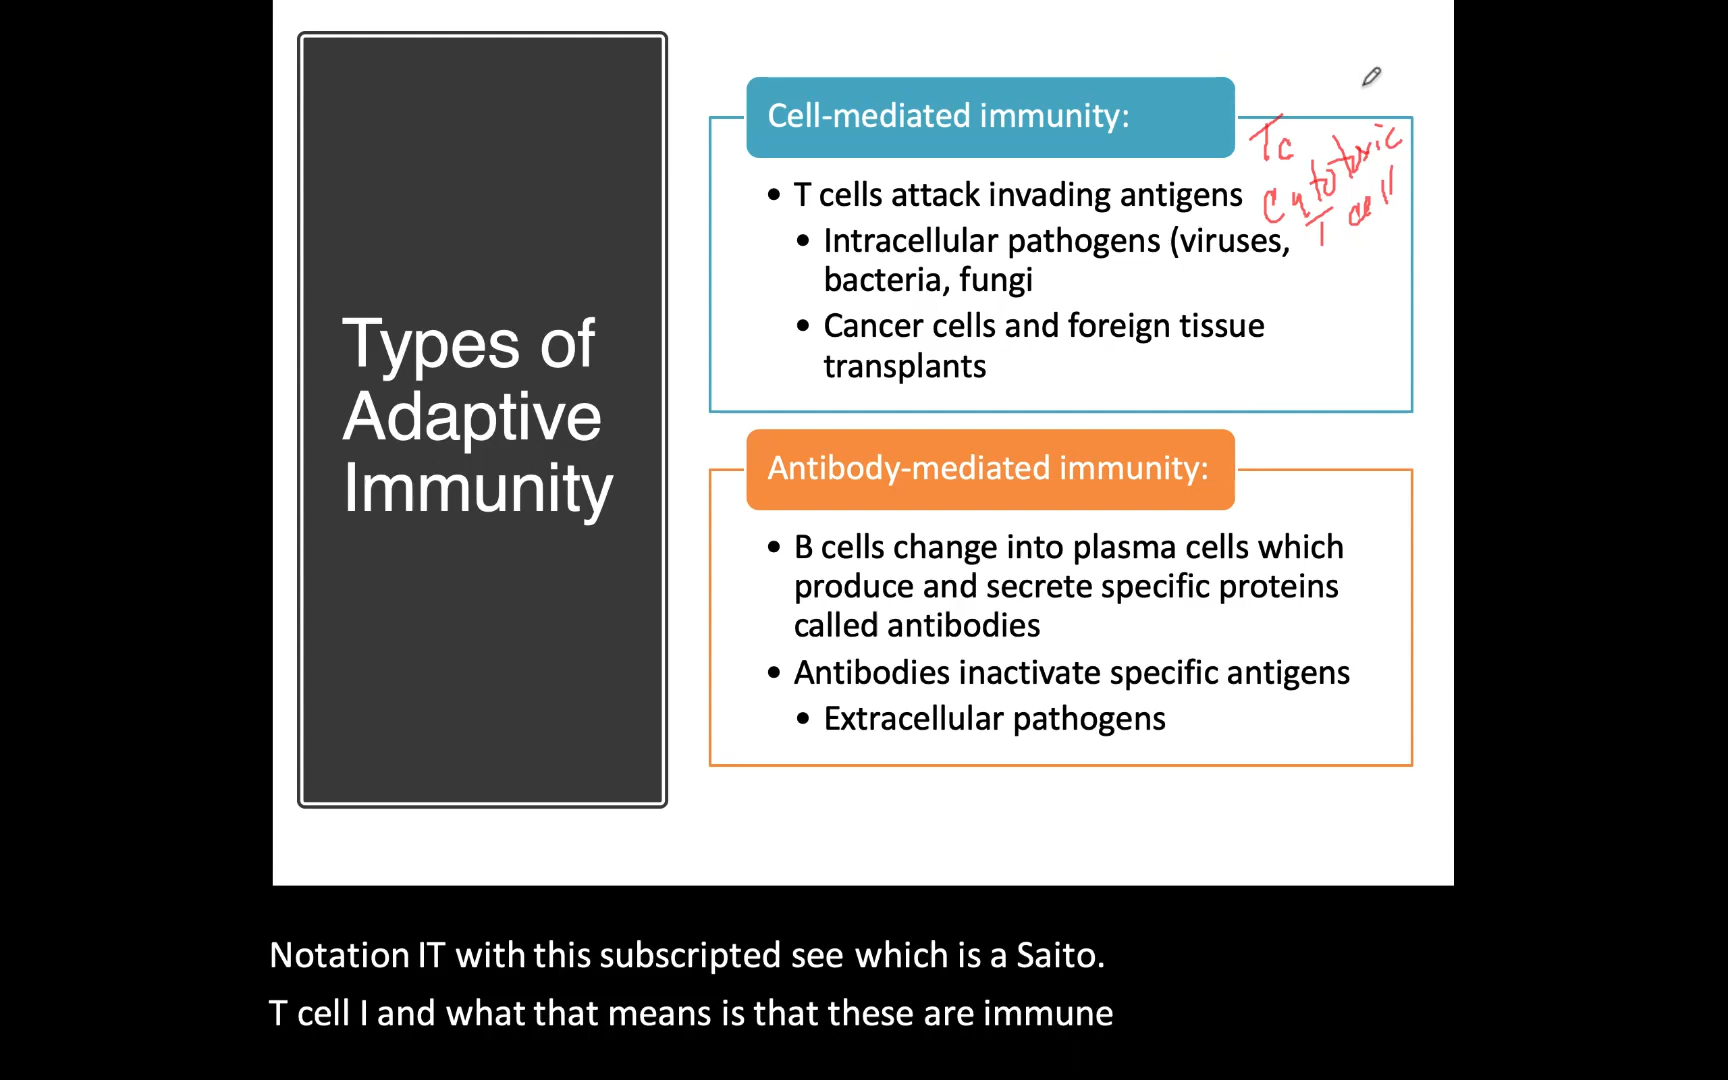 Types of
Adaptive
Immunity
Cell-mediated immunity:
Tc
Cytotoxic
T cell
• T cells attack invading antigens
• Intracellular pathogens (viruses,
bacteria, fungi
• Cancer cells and foreign tissue
transplants
Antibody-mediated immunity:
• B cells change into plasma cells which
produce and secrete specific proteins
called antibodies
• Antibodies inactivate specific antigens
• Extracellular pathogens
Notation IT with this subscripted see which is a Saito.
T cell I and what that means is that these are immune